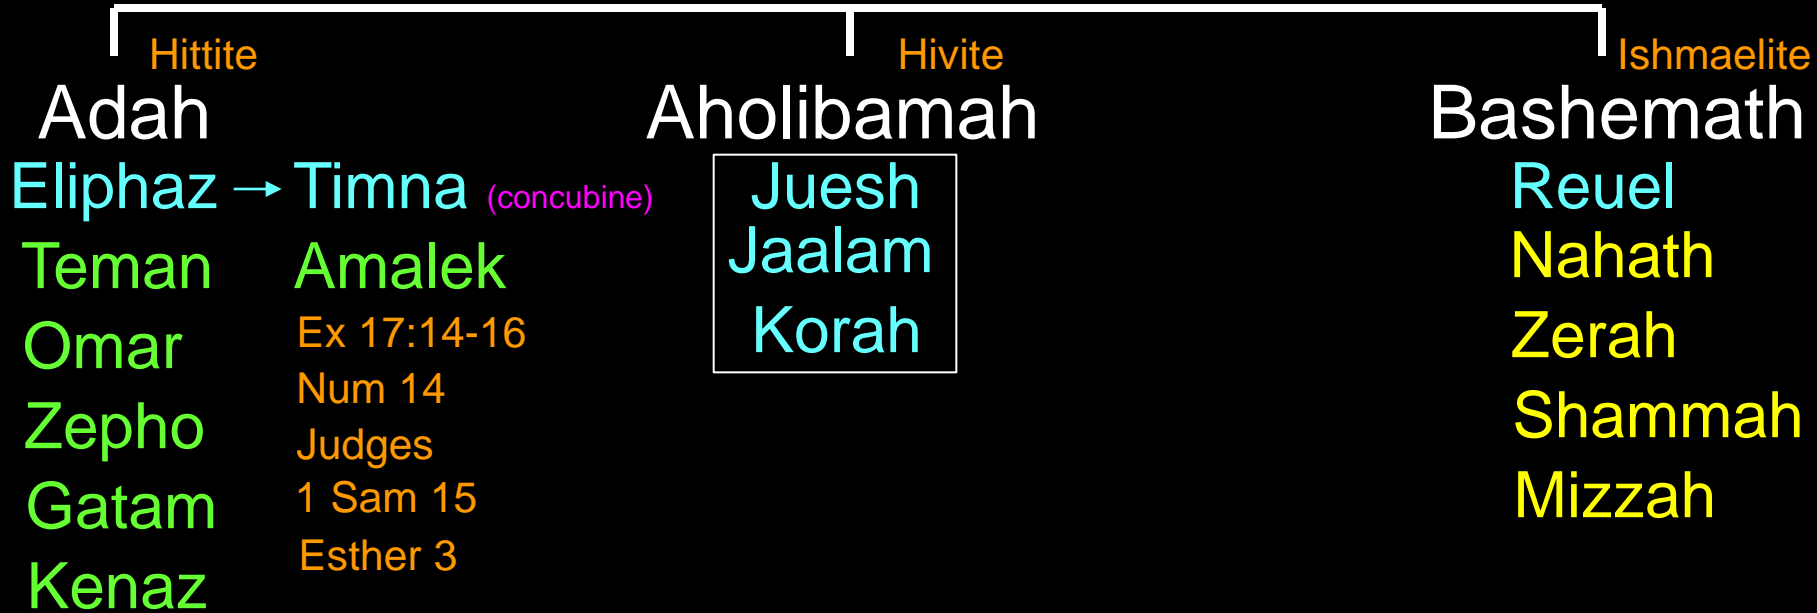 Hittite Hivite Ishmaelite
Adah Aholibamah Bashemath
Eliphaz → Timna (concubine) Juesh Reuel
Teman Amalek Jaalam Nahath
Omar Ex 17:14-16 Korah Zerah
Num 14
Zepho Judges Shammah
Gatam 1 Sam 15 Mizzah
Esther 3
Kenaz